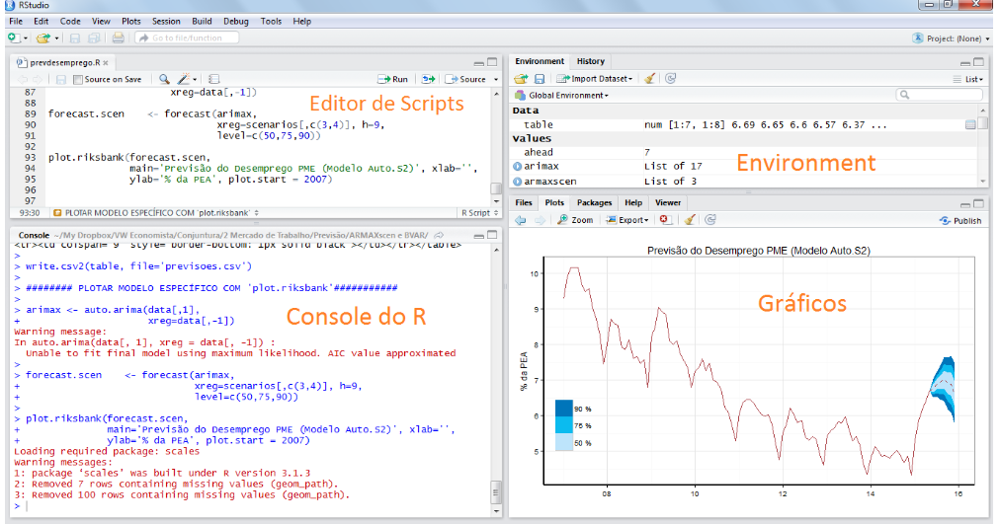 RStudio
File Edit Code View Plots Session Build Debug Tools Help
Go to file/function
Project: (None)
prevdesemprego.R
Source on Save
Run
Source
87 xreg=data[,-1])
88
89 forecast.scen <- forecast(arimax,
90 xreg=scenarios[,c(3,4)], h=9,
91 level=c(50,75,90))
92
93 plot.riksbank(forecast.scen,
94 main='Previsão do Desemprego PME (Modelo Auto.S2)', xlab='',
95 ylab='% da PEA', plot.start = 2007)
96
97
Editor de Scripts
93:30 PLOTAR MODELO ESPECÍFICO COM 'plot.riksbank'
R Script
Console ~/My Dropbox/VW Economista/Conjuntura/2 Mercado de Trabalho/Previsão/ARMAXscen e BVAR/
<tr><td colspan="9" style="border-bottom: 1px solid black"></td></tr></table>
>
> write.csv2(table, file='previsoes.csv')
>
> ######## PLOTAR MODELO ESPECÍFICO COM 'plot.riksbank'###########
>
> arimax <- auto.arima(data[,1],
+ xreg=data[,-1])
Console do R
Warning message:
In auto.arima(data[, 1], xreg = data[, -1]) :
Unable to fit final model using maximum likelihood. AIC value approximated
>
> forecast.scen <- forecast(arimax,
+ xreg=scenarios[,c(3,4)], h=9,
+ level=c(50,75,90))
>
> plot.riksbank(forecast.scen,
+ main='Previsão do Desemprego PME (Modelo Auto.S2)', xlab='',
+ ylab='% da PEA', plot.start = 2007)
Loading required package: scales
Warning messages:
1: package ‘scales’ was built under R version 3.1.3
2: Removed 7 rows containing missing values (geom_path).
3: Removed 100 rows containing missing values (geom_path).
>
Environment History
Import Dataset
List
Global Environment
Data
table num [1:7, 1:8] 6.69 6.65 6.6 6.57 6.37 ...
Values
ahead 7
arimax List of 17
armaxscen List of 3
Environment
Files Plots Packages Help Viewer
Zoom Export
Publish
Previsão do Desemprego PME (Modelo Auto.S2)
Gráficos
% da PEA
10
9
8
7
6
5
90 %
75 %
50 %
08 10 12 14 16